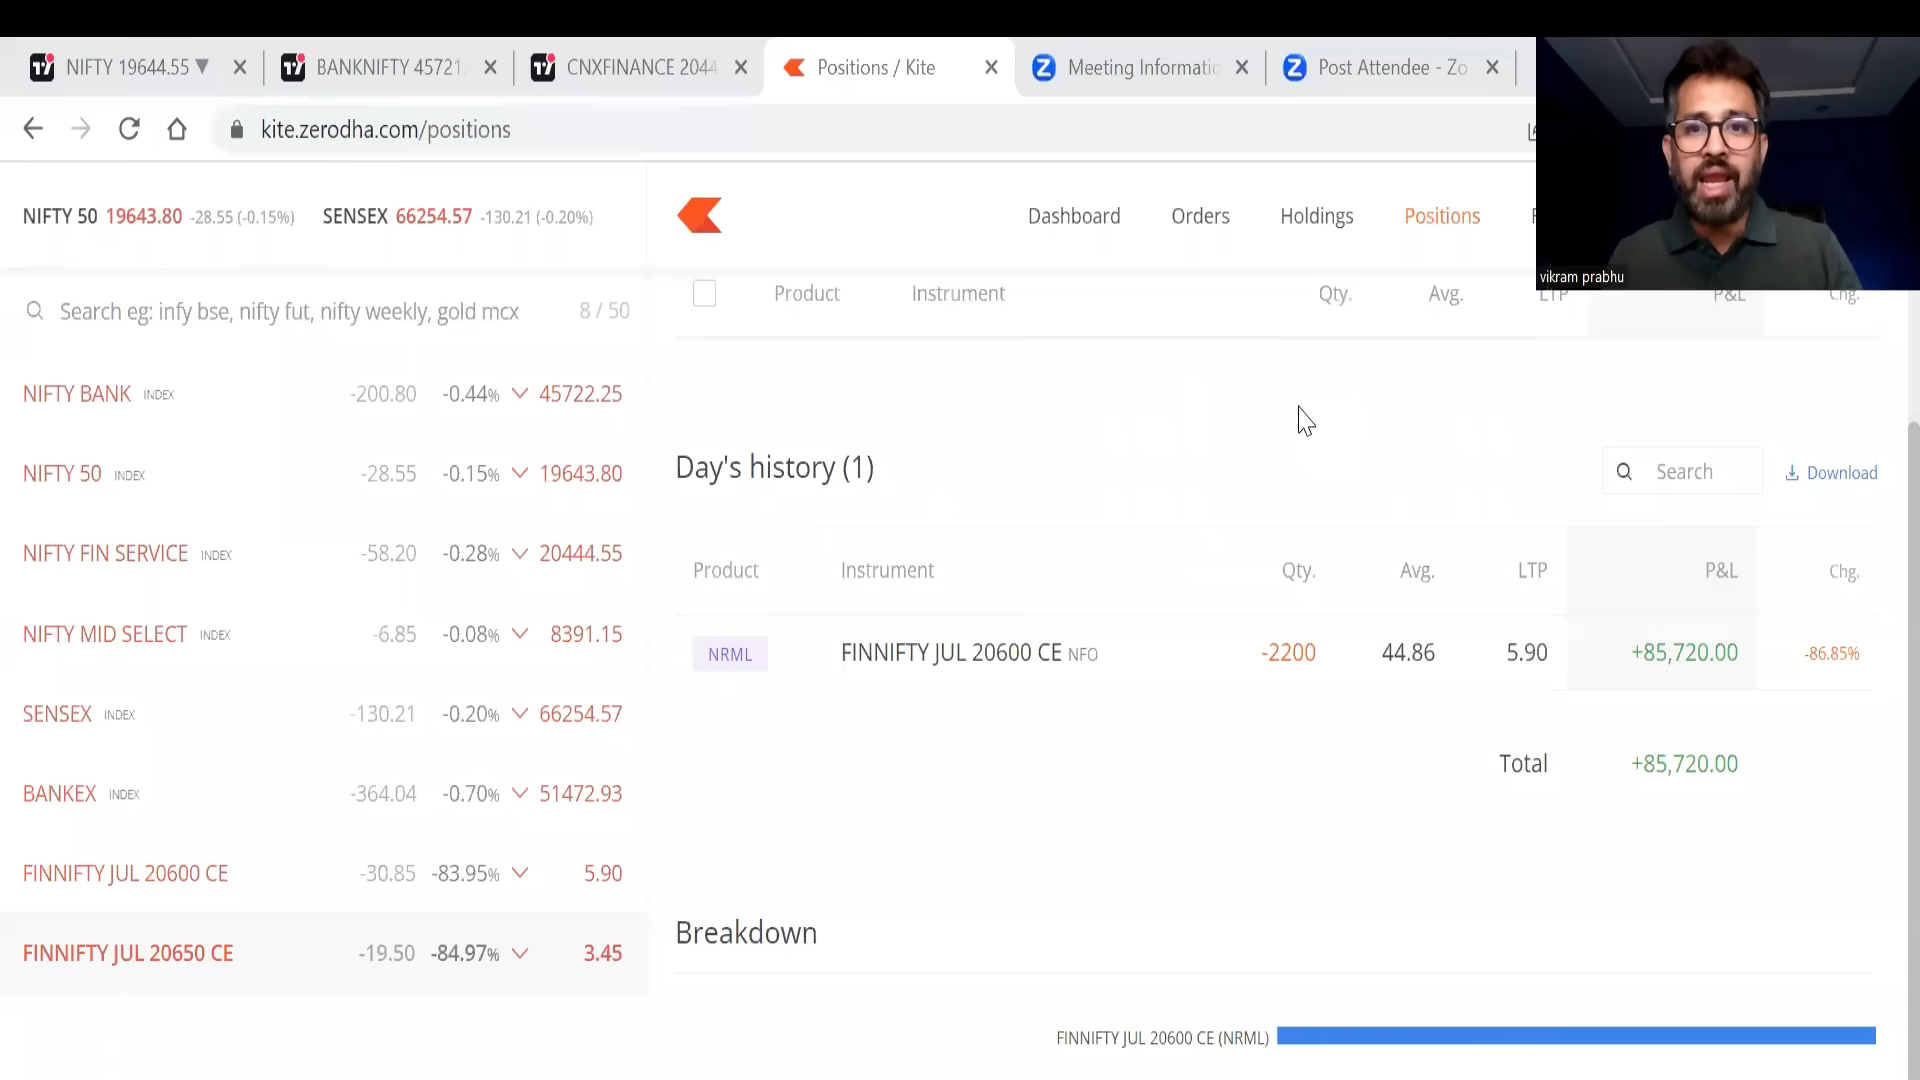 NIFTY 19644.55 ▼
BANKNIFTY 45721.
CNXFINANCE 2044
Positions / Kite
Meeting Informatio
Post Attendee - Zo
kite.zerodha.com/positions
NIFTY 50 19643.80 -28.55 (-0.15%) SENSEX 66254.57 -130.21 (-0.20%)
Dashboard Orders Holdings Positions
vikram prabhu
Search eg: infy bse, nifty fut, nifty weekly, gold mcx 8 / 50
Product Instrument Qty. Avg. LTP P&L Chg.
NIFTY BANK INDEX -200.80 -0.44% 45722.25
NIFTY 50 INDEX -28.55 -0.15% 19643.80
NIFTY FIN SERVICE INDEX -58.20 -0.28% 20444.55
NIFTY MID SELECT INDEX -6.85 -0.08% 8391.15
SENSEX INDEX -130.21 -0.20% 66254.57
BANKEX INDEX -364.04 -0.70% 51472.93
FINNIFTY JUL 20600 CE -30.85 -83.95% 5.90
FINNIFTY JUL 20650 CE -19.50 -84.97% 3.45
Day's history (1) Search Download
Product Instrument Qty. Avg. LTP P&L Chg.
NRML FINNIFTY JUL 20600 CE NFO -2200 44.86 5.90 +85,720.00 -86.85%
Total +85,720.00
Breakdown
FINNIFTY JUL 20600 CE (NRML)